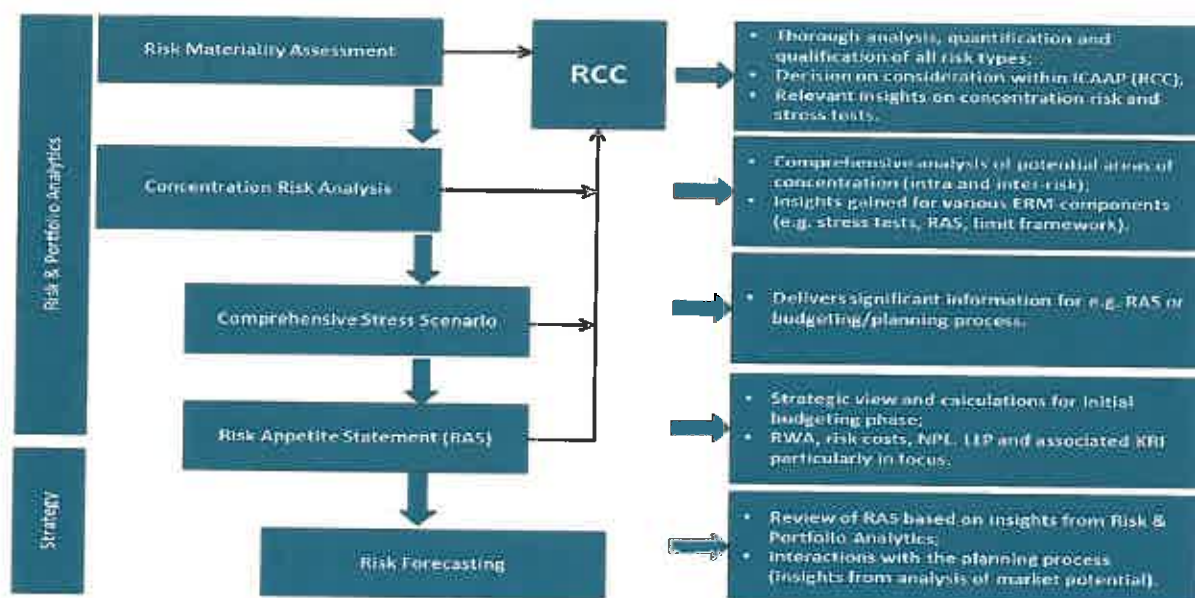 Risk & Portfolio Analytics
Strategy
Risk Materiality Assessment
RCC
Concentration Risk Analysis
Comprehensive Stress Scenario
Risk Appetite Statement (RAS)
Risk Forecasting
• Thorough analysis, quantification and
qualification of all risk types;
• Decision on consideration within ICAAP (RCC);
• Relevant insights on concentration risk and
stress tests.
• Comprehensive analysis of potential areas of
concentration (intra and inter-risk);
• Insights gained for various ERM components
(e.g. stress tests, RAS, limit framework).
• Delivers significant information for e.g. RAS or
budgeting/planning process.
• Strategic view and calculations for initial
budgeting phase;
• RWA, risk costs, NPL. LLP and associated KRI
particularly in focus.
• Review of RAS based on insights from Risk &
Portfolio Analytics;
• Interactions with the planning process
(insights from analysis of market potential).